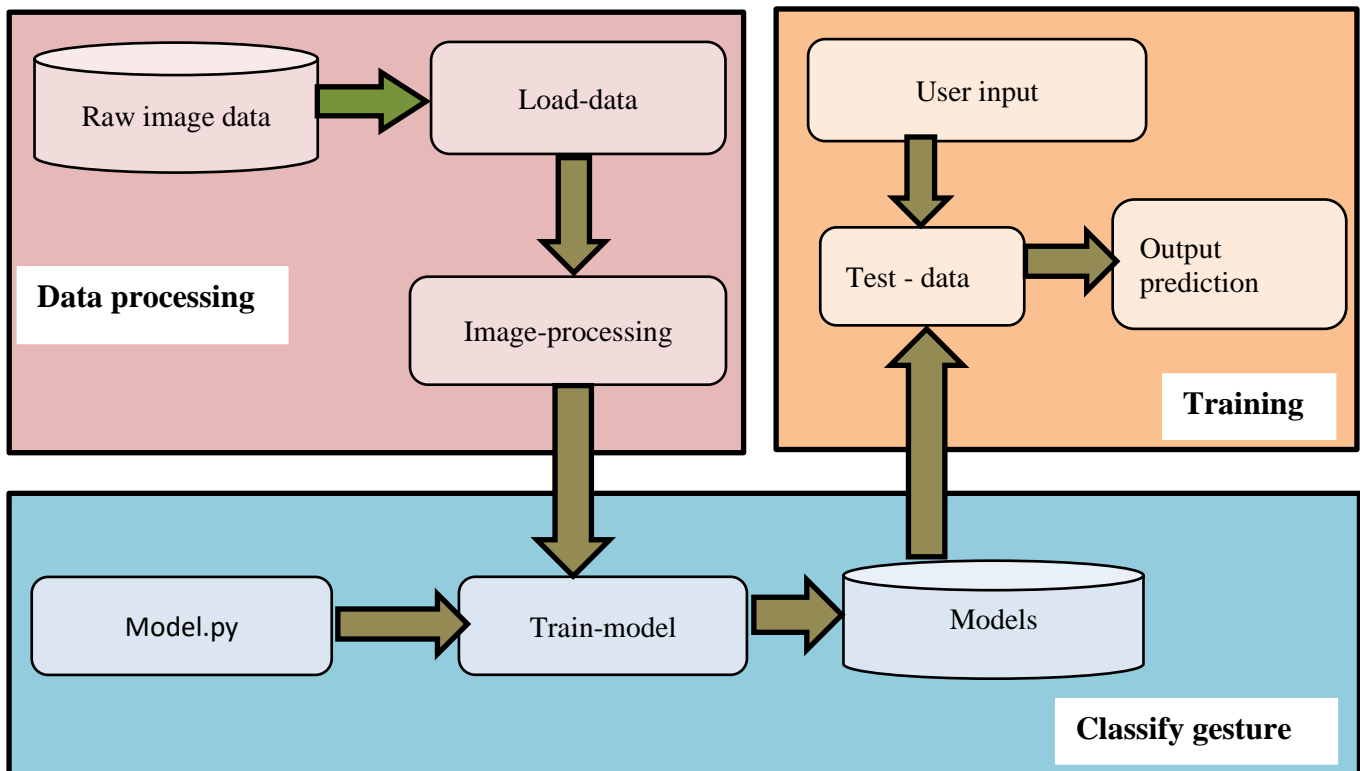 Raw image data
Load-data
Data processing
Image-processing
User input
Test - data
Output
prediction
Training
Model.py
Train-model
Models
Classify gesture